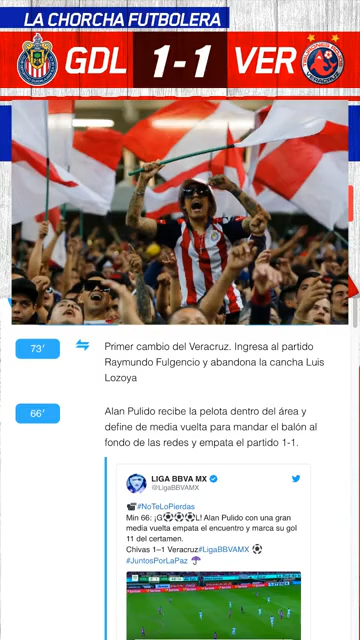 LA CHORCHA FUTBOLERA
GDL 1-1 VER
VERACRUZ
73'
Primer cambio del Veracruz. Ingresa al partido
Raymundo Fulgencio y abandona la cancha Luis
Lozoya
66'
Alan Pulido recibe la pelota dentro del área y
define de media vuelta para mandar el balón al
fondo de las redes y empata el partido 1-1.
LIGA BBVA MX
@LigaBBVAMX
📹#NoTeLoPierdas
Min 66: ¡G⚽⚽⚽L! Alan Pulido con una gran
media vuelta empata el encuentro y marca su gol
11 del certamen.
Chivas 1–1 Veracruz#LigaBBVAMX ⚽
#JuntosPorLaPaz ☂